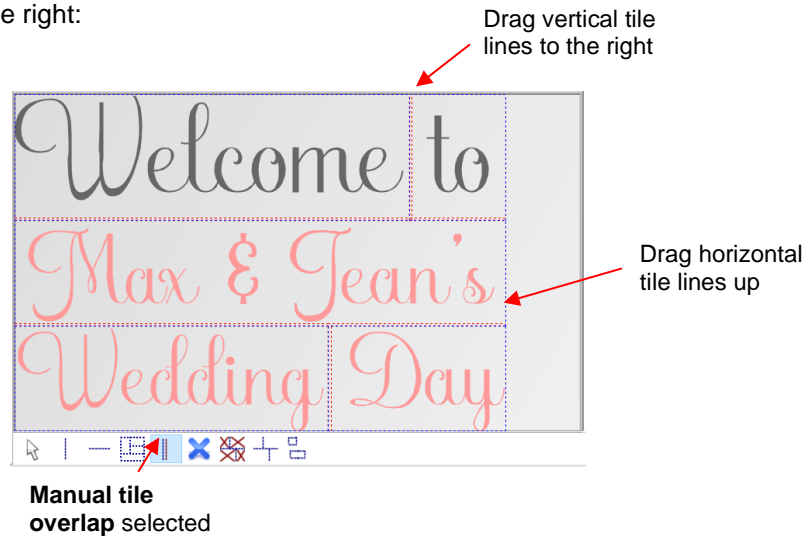 e right:
Drag vertical tile
lines to the right
Welcome to
Max & Jean's
Wedding Day
Drag horizontal
tile lines up
Manual tile
overlap selected